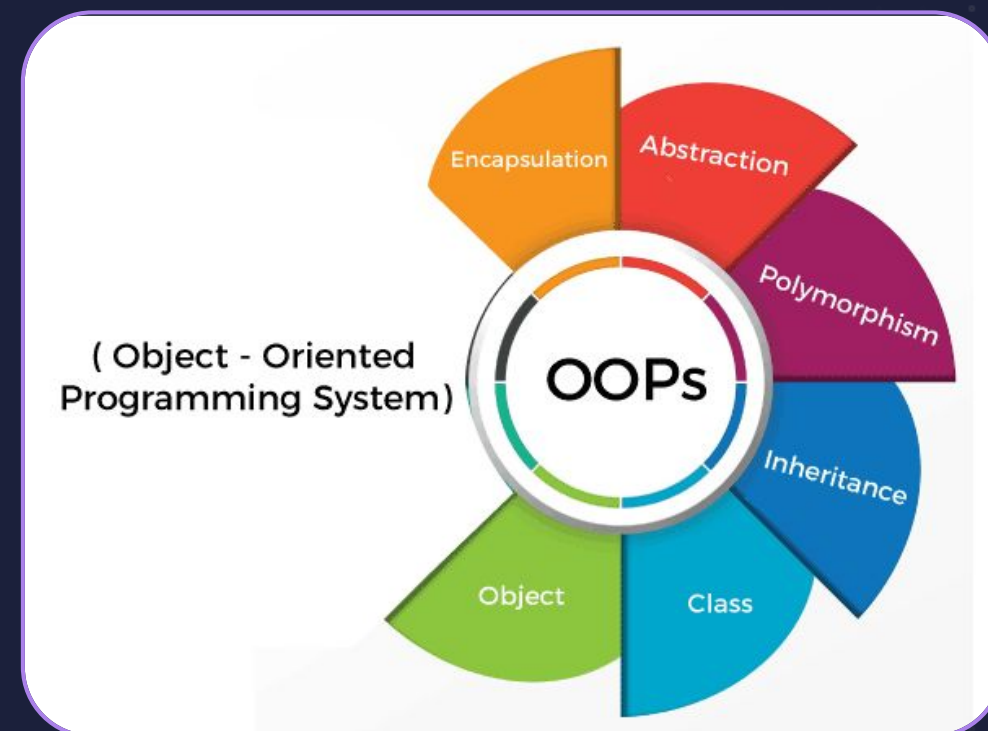 Encapsulation
Abstraction
Polymorphism
( Object - Oriented
Programming System)
OOPs
Inheritance
Object
Class